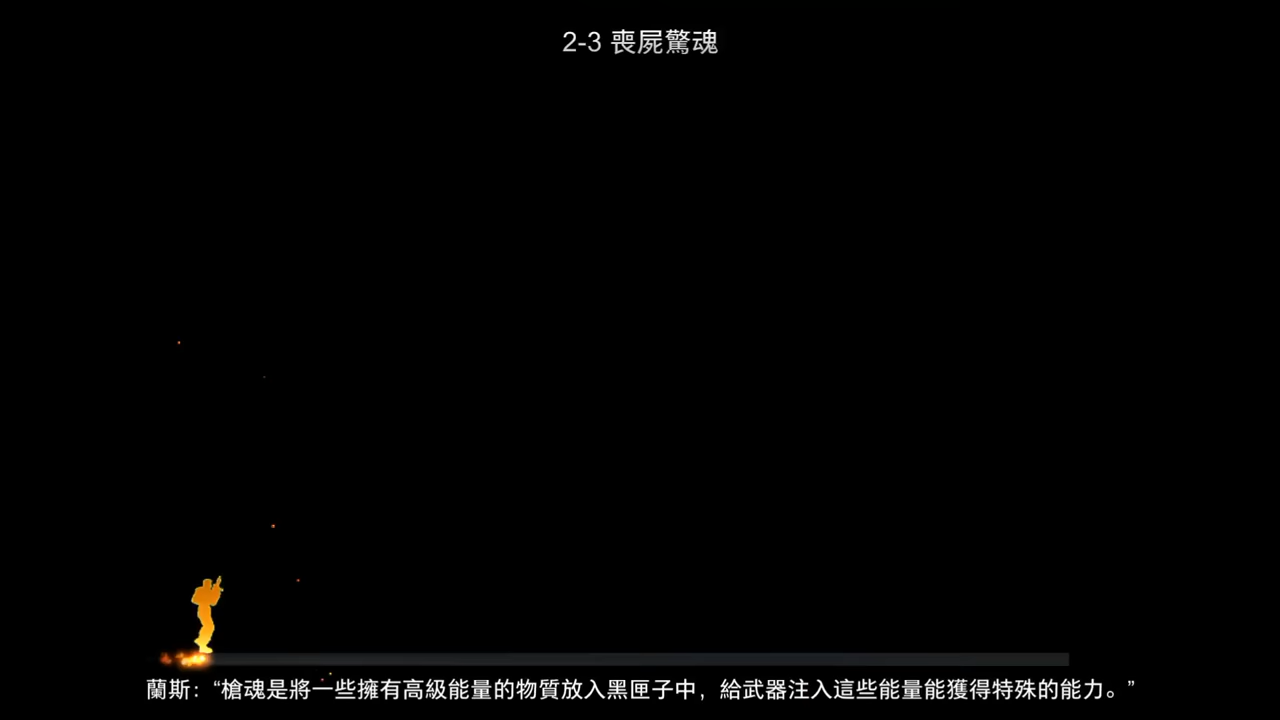 2-3 喪屍驚魂
蘭斯：“槍魂是將一些擁有高級能量的物質放入黑匣子中，給武器注入這些能量能獲得特殊的能力。”